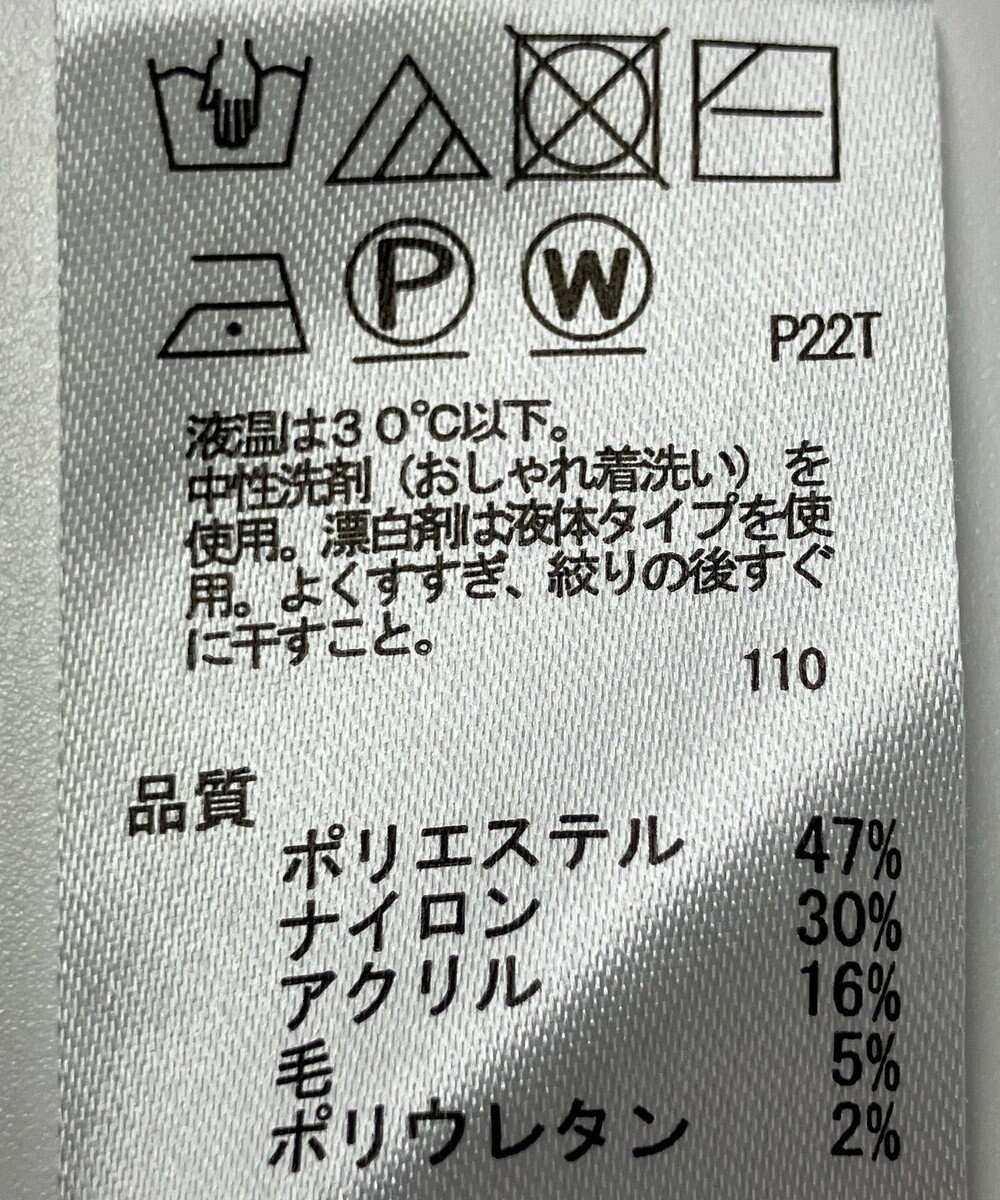 P W
P22T
液温は30℃以下。
中性洗剤（おしゃれ着洗い）を
使用。漂白剤は液体タイプを使
用。よくすすぎ、絞りの後すぐ
に干すこと。
110
品質
ポリエステル 47%
ナイロン 30%
アクリル 16%
毛 5%
ポリウレタン 2%